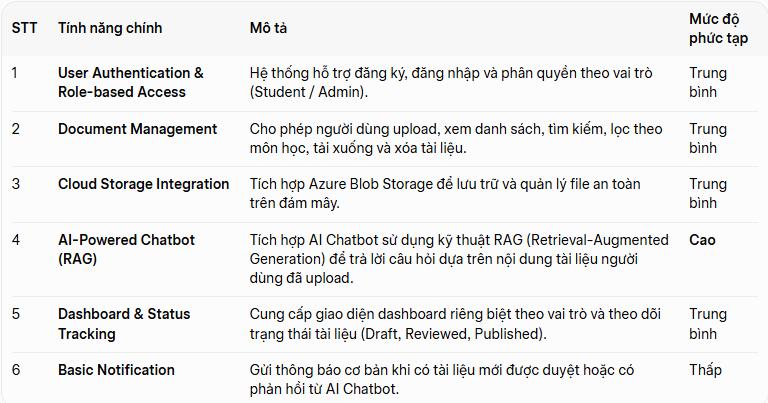 STT Tính năng chính Mô tả Mức độ phức tạp
1 User Authentication & Role-based Access Hệ thống hỗ trợ đăng ký, đăng nhập và phân quyền theo vai trò (Student / Admin). Trung bình
2 Document Management Cho phép người dùng upload, xem danh sách, tìm kiếm, lọc theo môn học, tải xuống và xóa tài liệu. Trung bình
3 Cloud Storage Integration Tích hợp Azure Blob Storage để lưu trữ và quản lý file an toàn trên đám mây. Trung bình
4 AI-Powered Chatbot (RAG) Tích hợp AI Chatbot sử dụng kỹ thuật RAG (Retrieval-Augmented Generation) để trả lời câu hỏi dựa trên nội dung tài liệu người dùng đã upload. Cao
5 Dashboard & Status Tracking Cung cấp giao diện dashboard riêng biệt theo vai trò và theo dõi trạng thái tài liệu (Draft, Reviewed, Published). Trung bình
6 Basic Notification Gửi thông báo cơ bản khi có tài liệu mới được duyệt hoặc có phản hồi từ AI Chatbot. Thấp